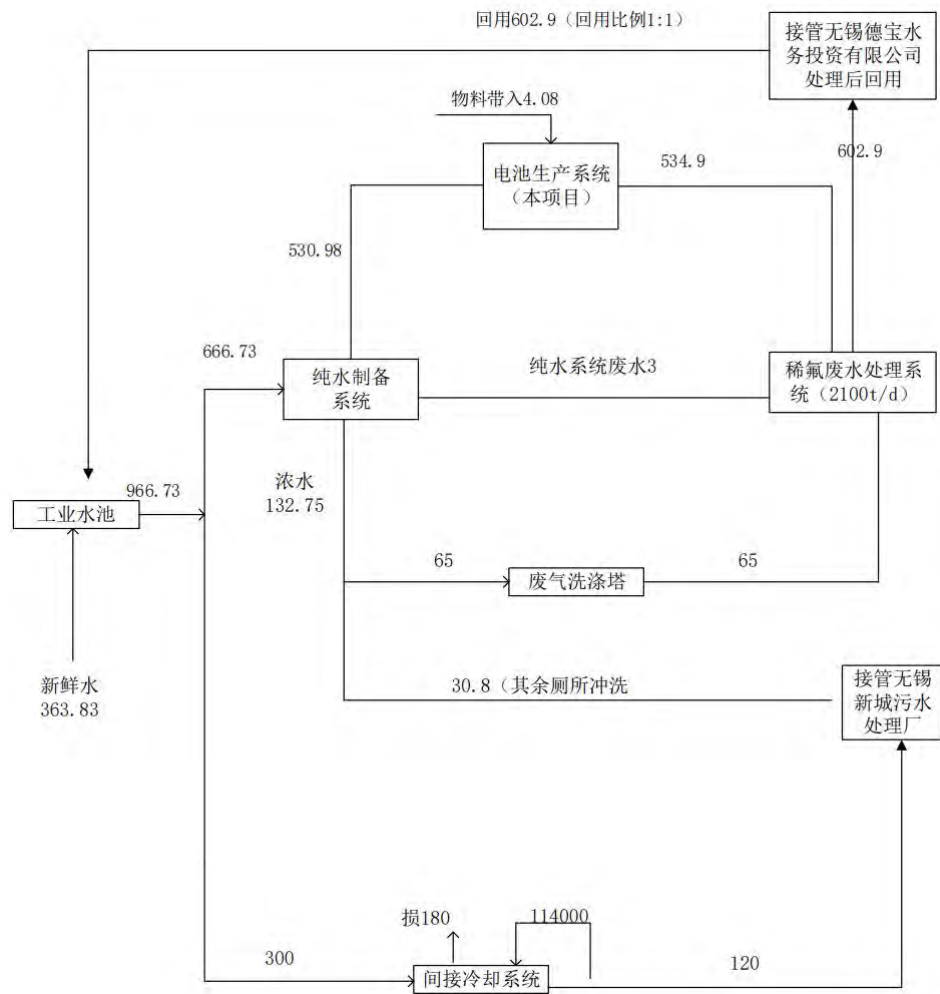 回用602.9（回用比例1:1）
接管无锡德宝水
务投资有限公司
处理后回用
物料带入4.08
电池生产系统
（本项目）
534.9
602.9
530.98
666.73
纯水制备
系统
纯水系统废水3
稀氟废水处理系
统（2100t/d）
浓水
132.75
966.73
工业水池
65
废气洗涤塔
65
新鲜水
363.83
30.8（其余厕所冲洗
接管无锡
新城污水
处理厂
损180
114000
300
间接冷却系统
120